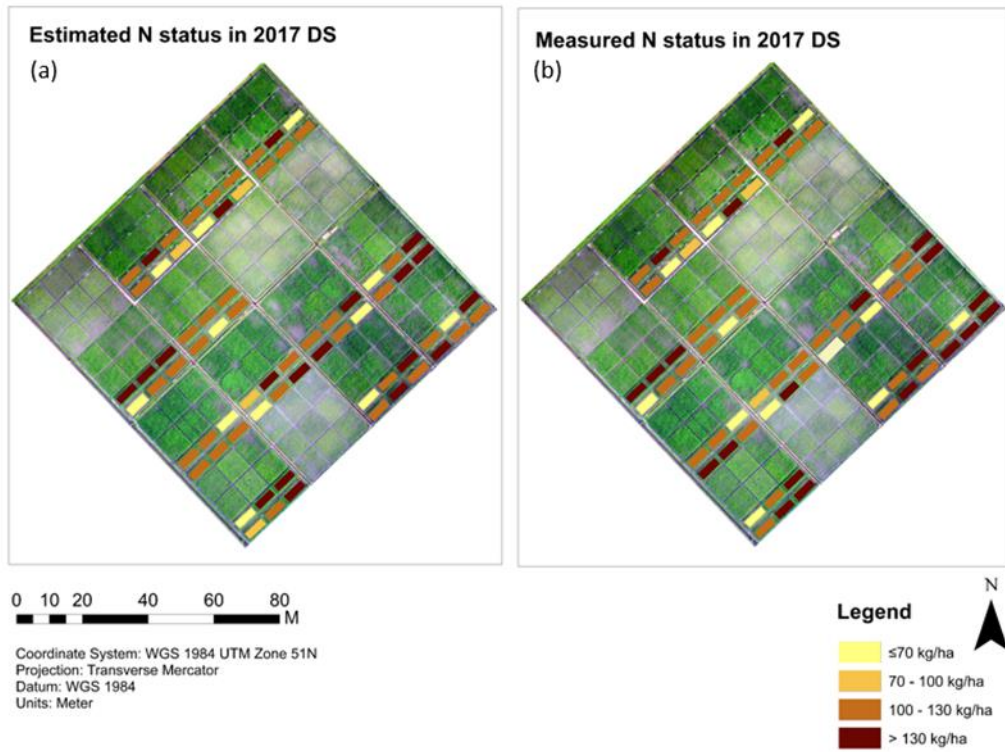 Estimated N status in 2017 DS
(a)
Measured N status in 2017 DS
(b)
0 10 20 40 60 80
M
Coordinate System: WGS 1984 UTM Zone 51N
Projection: Transverse Mercator
Datum: WGS 1984
Units: Meter
N
Legend
≤70 kg/ha
70 - 100 kg/ha
100 - 130 kg/ha
> 130 kg/ha